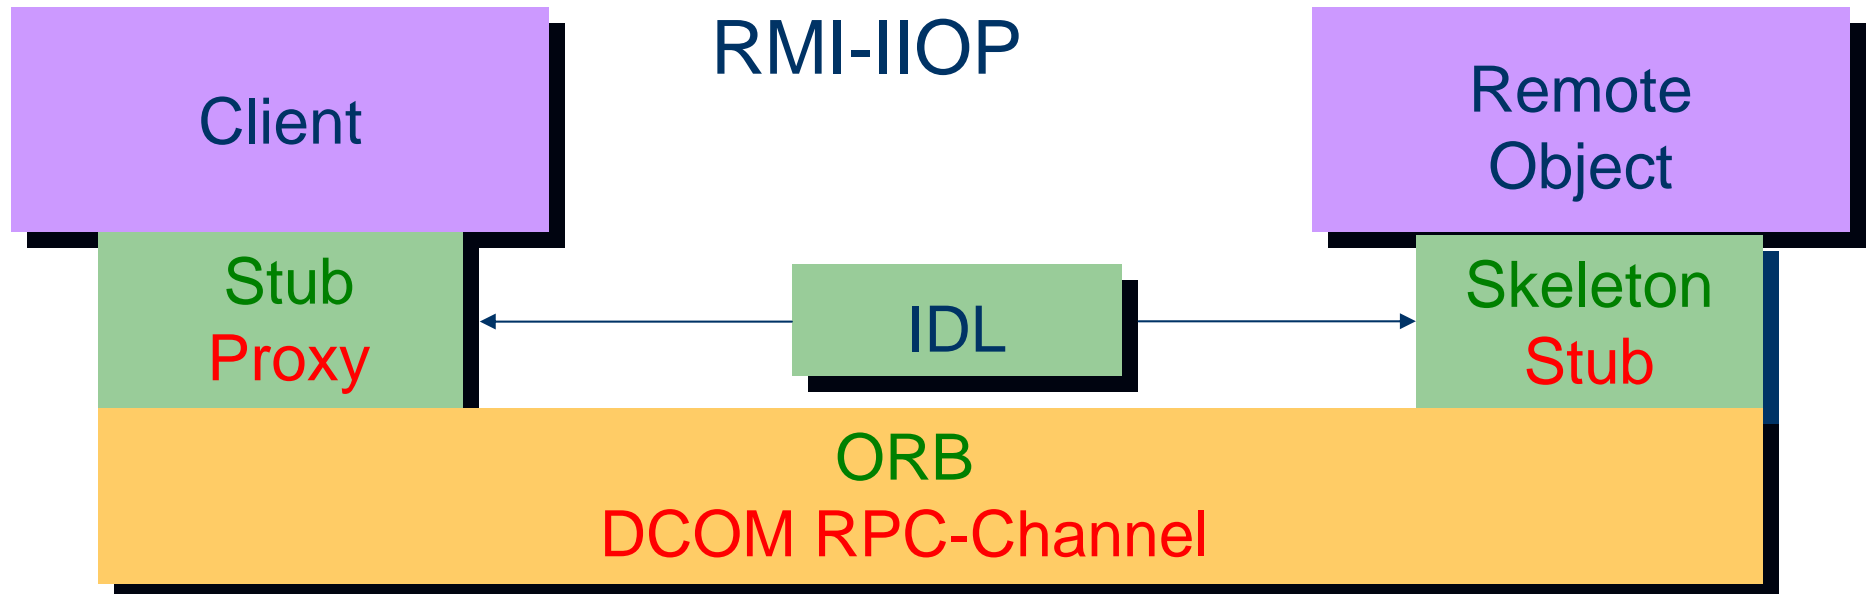 RMI-IIOP
Client
Remote
Object
Stub
Proxy
IDL
Skeleton
Stub
ORB
DCOM RPC-Channel